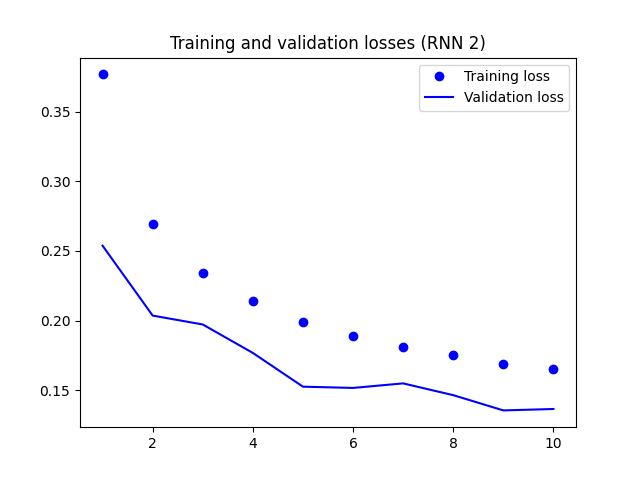 Training and validation losses (RNN 2)
Training loss
Validation loss
0.35
0.30
0.25
0.20
0.15
2 4 6 8 10